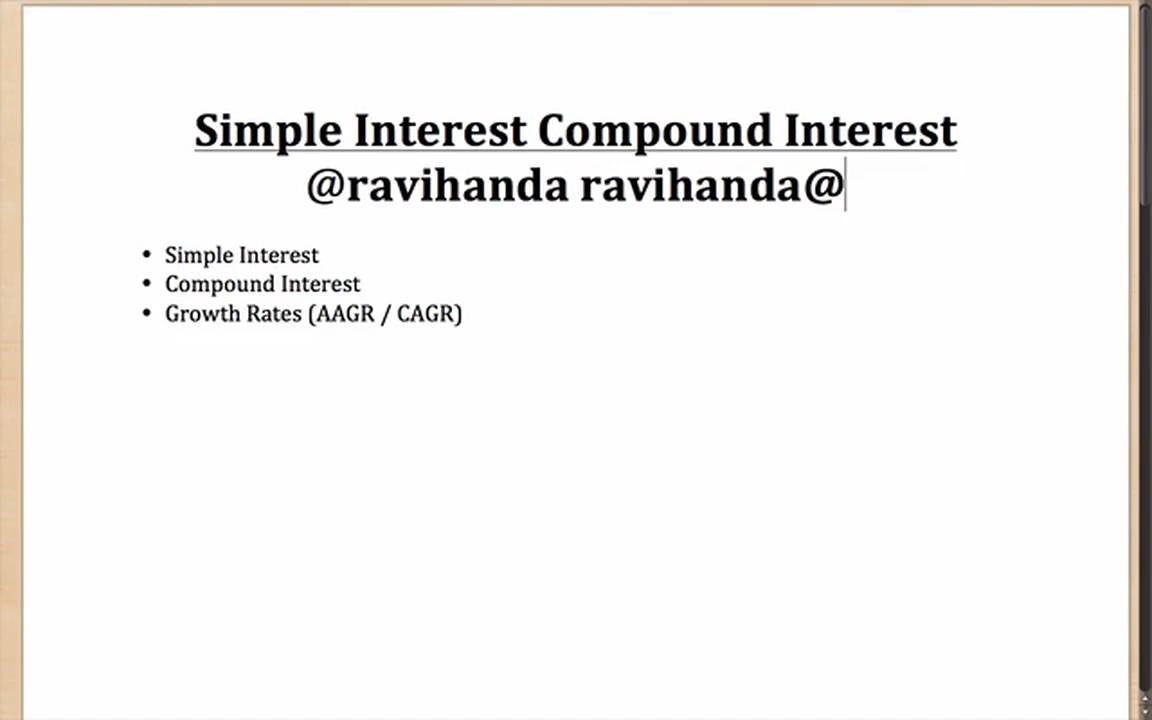 Simple Interest Compound Interest
@ravihanda ravihanda@
• Simple Interest
• Compound Interest
• Growth Rates (AAGR / CAGR)